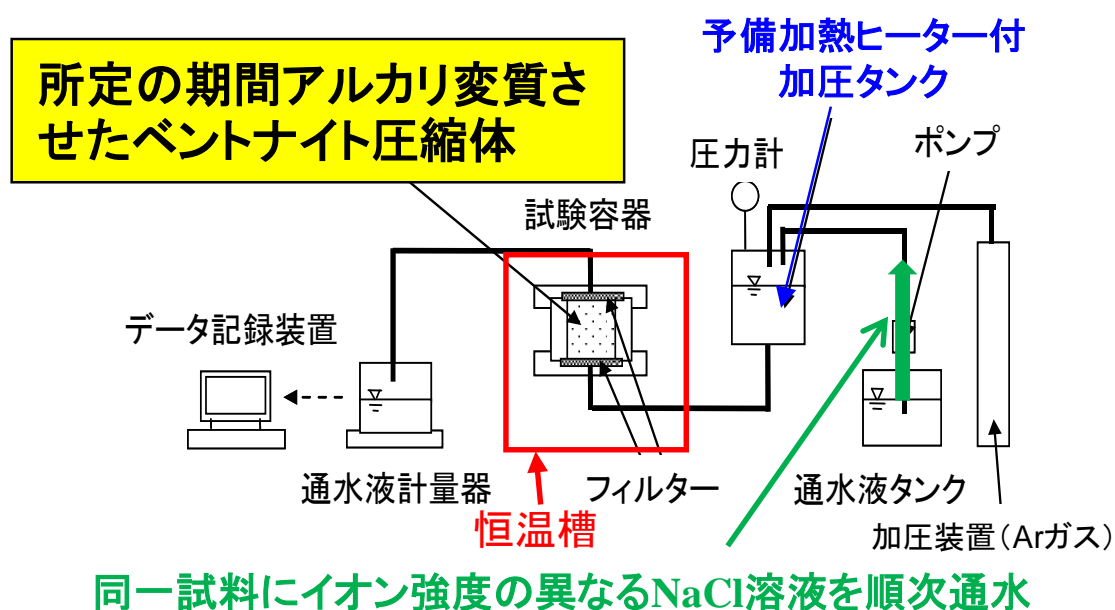 予備加熱ヒーター付
加圧タンク
所定の期間アルカリ変質さ
せたベントナイト圧縮体
圧力計
ポンプ
試験容器
データ記録装置
通水液計量器
フィルター
通水液タンク
恒温槽
加圧装置(Arガス)
同一試料にイオン強度の異なるNaCl溶液を順次通水